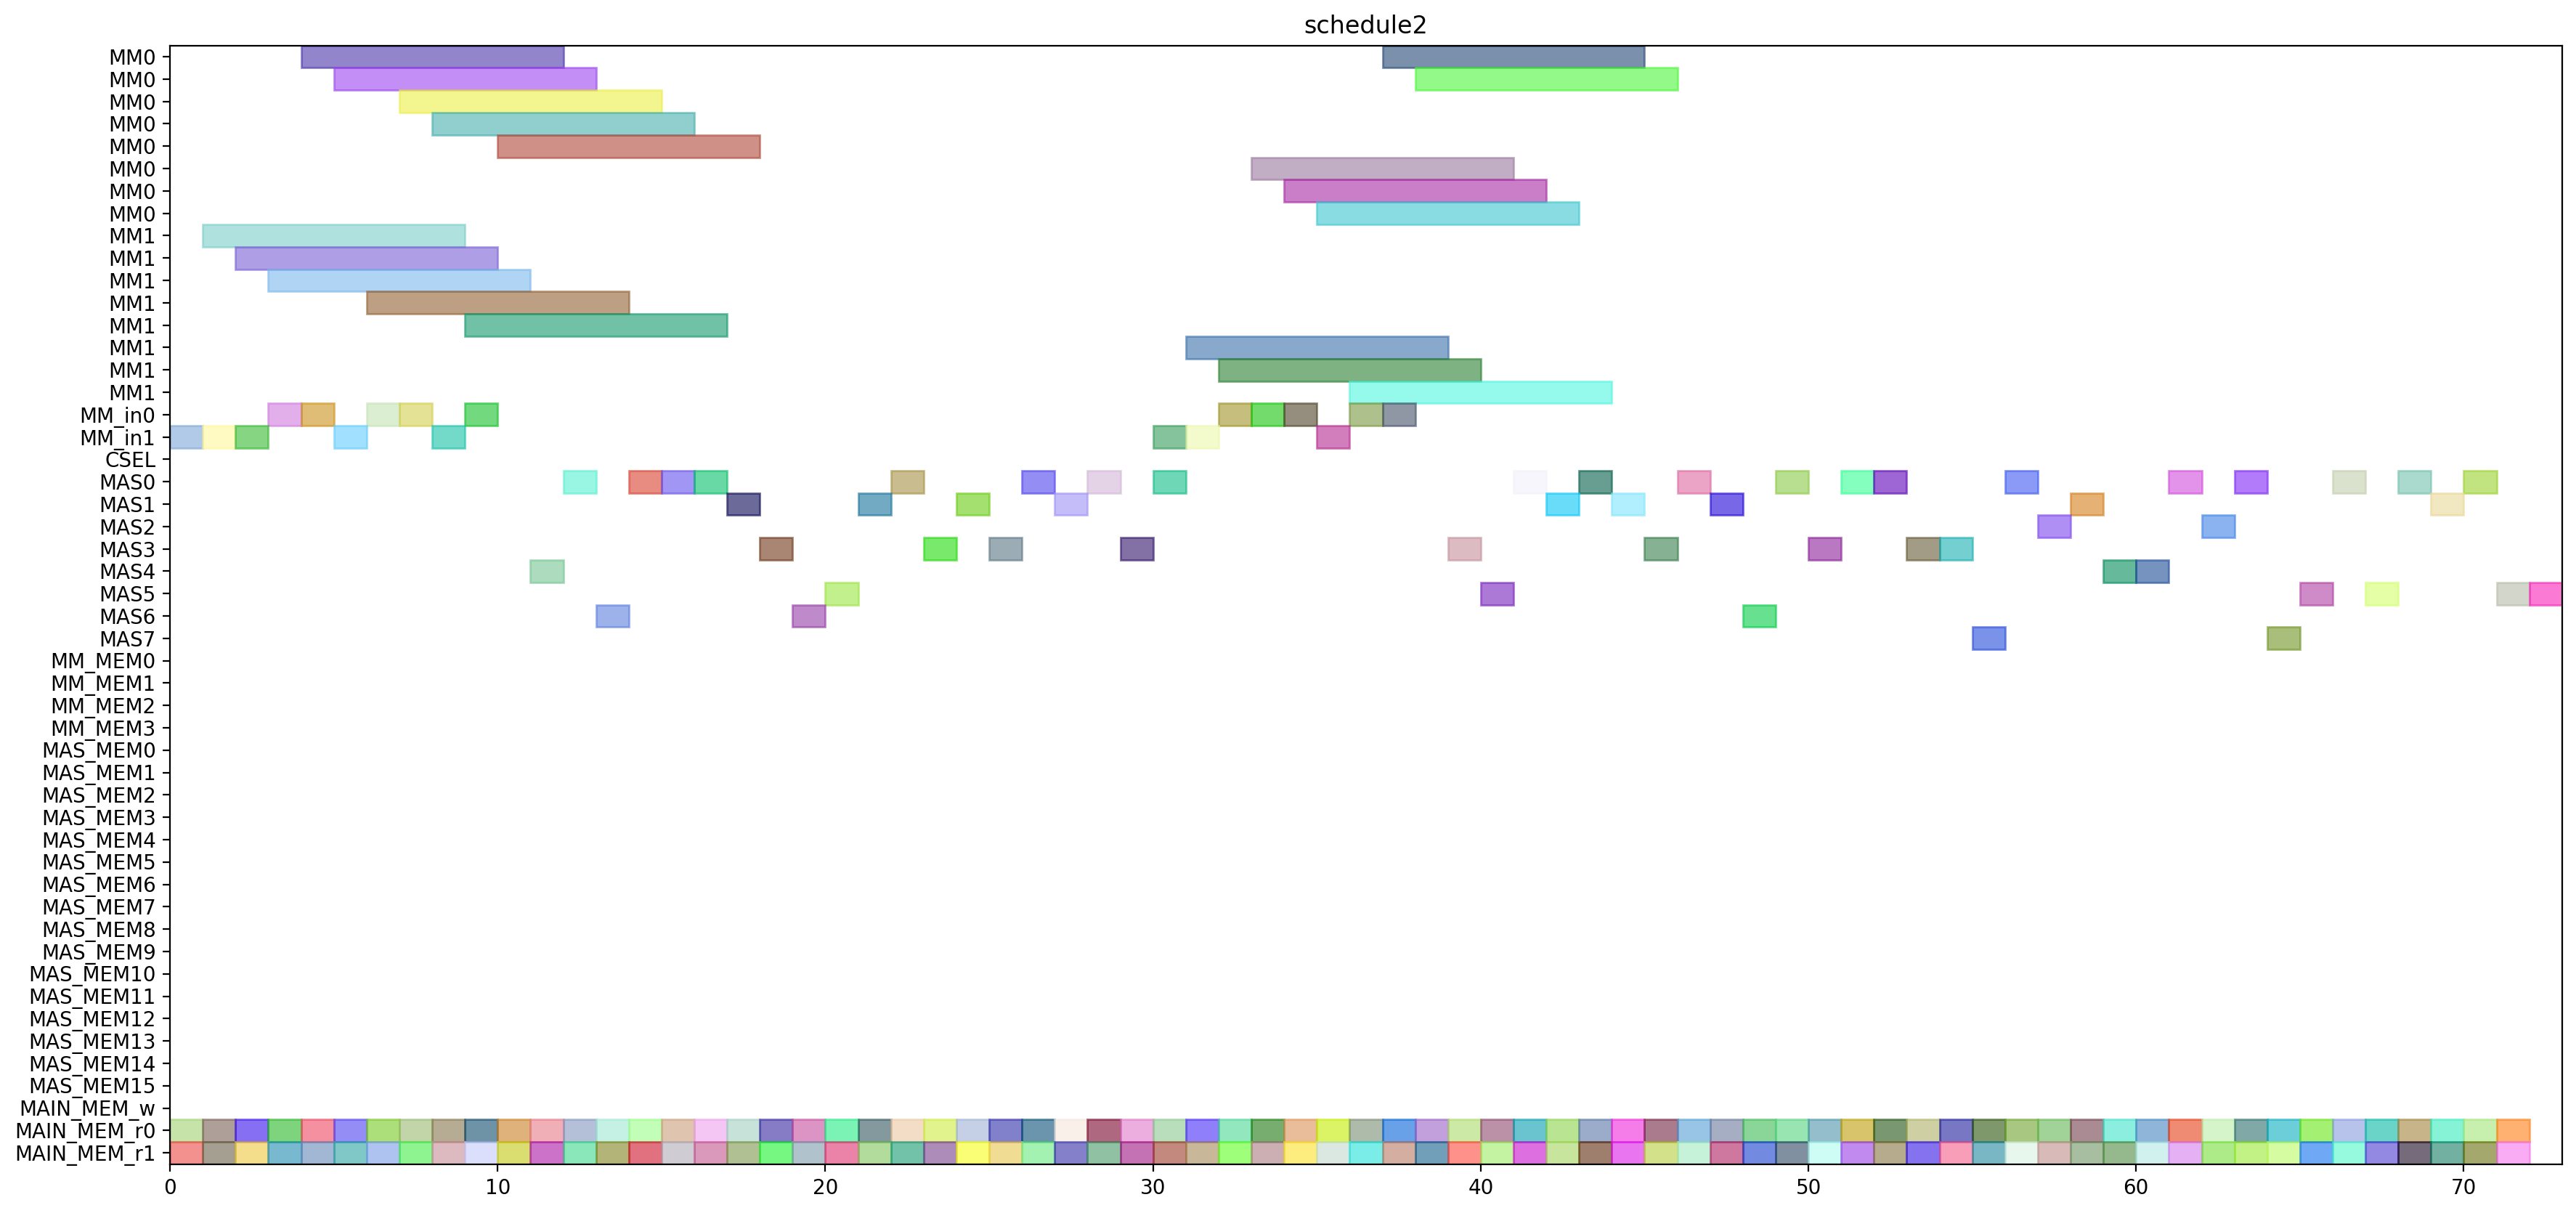 schedule2
MM0
MM0
MM0
MM0
MM0
MM0
MM0
MM0
MM1
MM1
MM1
MM1
MM1
MM1
MM1
MM1
MM_in0
MM_in1
CSEL
MAS0
MAS1
MAS2
MAS3
MAS4
MAS5
MAS6
MAS7
MM_MEM0
MM_MEM1
MM_MEM2
MM_MEM3
MAS_MEM0
MAS_MEM1
MAS_MEM2
MAS_MEM3
MAS_MEM4
MAS_MEM5
MAS_MEM6
MAS_MEM7
MAS_MEM8
MAS_MEM9
MAS_MEM10
MAS_MEM11
MAS_MEM12
MAS_MEM13
MAS_MEM14
MAS_MEM15
MAIN_MEM_w
MAIN_MEM_r0
MAIN_MEM_r1
0 10 20 30 40 50 60 70